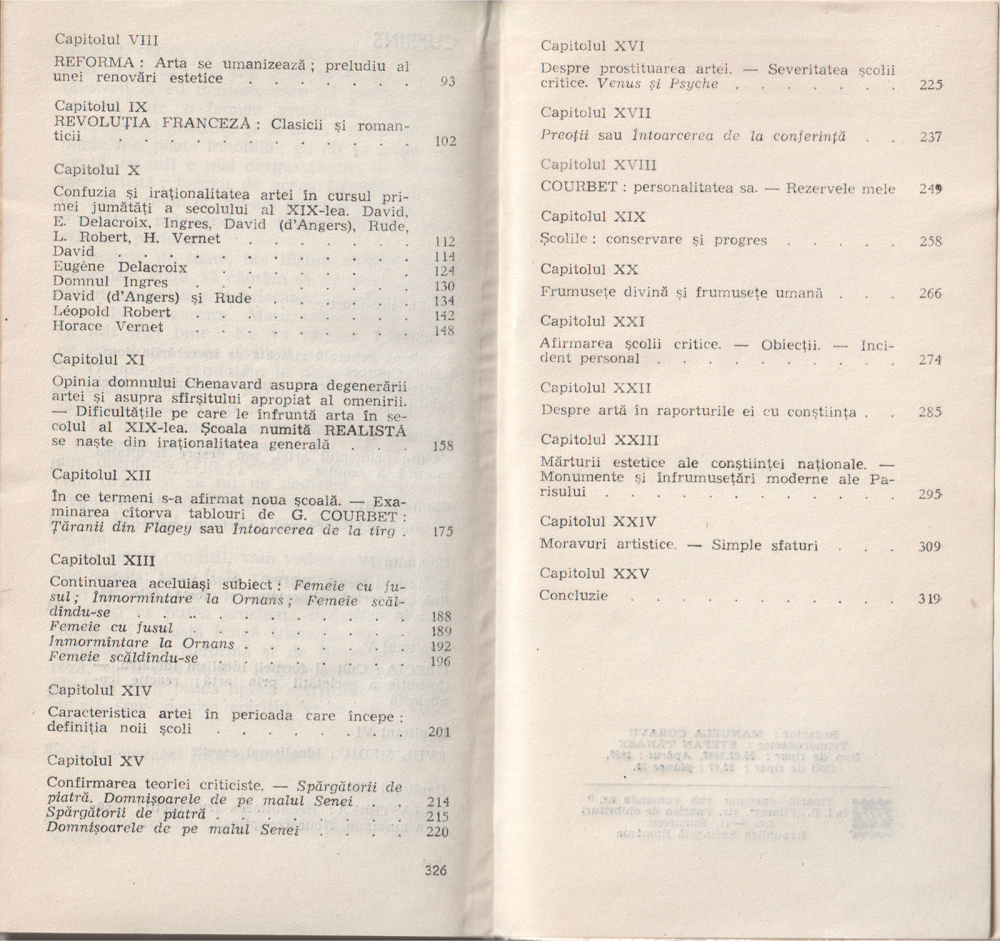 Capitolul VIII
REFORMA : Arta se umanizează ; preludiu al
unei renovări estetice . . . . . . . 93
Capitolul IX
REVOLUȚIA FRANCEZĂ : Clasicii și roman-
ticii . . . . . . . . . . . 102
Capitolul X
Confuzia și iraționalitatea artei în cursul pri-
mei jumătăți a secolului al XIX-lea. David,
E. Delacroix, Ingres, David (d'Angers), Rude,
L. Robert, H. Vernet . . . . . . . 112
David . . . . . . . . . . . 114
Eugène Delacroix . . . . . . . . 124
Domnul Ingres . . . . . . . . . 130
David (d'Angers) și Rude . . . . . . 134
Léopold Robert . . . . . . . . . 142
Horace Vernet . . . . . . . . . 148
Capitolul XI
Opinia domnului Chenavard asupra degenerării
artei și asupra sfîrșitului apropiat al omenirii.
— Dificultățile pe care le înfruntă arta în se-
colul al XIX-lea. Școala numită REALISTĂ
se naște din iraționalitatea generală . . . 158
Capitolul XII
În ce termeni s-a afirmat noua școală. — Exa-
minarea cîtorva tablouri de G. COURBET :
Țăranii din Flagey sau Întoarcerea de la tîrg . 175
Capitolul XIII
Continuarea aceluiași subiect : Femeie cu fu-
sul ; Înmormîntare la Ornans ; Femeie scăl-
dîndu-se . . . . . . . . . . 188
Femeie cu fusul . . . . . . . . . 189
Înmormîntare la Ornans . . . . . . . 192
Femeie scăldîndu-se . . . . . . . . 196
Capitolul XIV
Caracteristica artei în perioada care începe :
definiția noii școli . . . . . . . . 201
Capitolul XV
Confirmarea teoriei criticiste. — Spărgătorii de
piatră. Domnișoarele de pe malul Senei . . 214
Spărgătorii de piatră . . . . . . . . 215
Domnișoarele de pe malul Senei . . . . 220
326
Capitolul XVI
Despre prostituarea artei. — Severitatea școlii
critice. Venus și Psyche . . . . . . . 225
Capitolul XVII
Preoții sau Întoarcerea de la conferință . . 237
Capitolul XVIII
COURBET : personalitatea sa. — Rezervele mele 249
Capitolul XIX
Școlile : conservare și progres . . . . . 258
Capitolul XX
Frumusețe divină și frumusețe umană . . . 266
Capitolul XXI
Afirmarea școlii critice. — Obiecții. — Inci-
dent personal . . . . . . . . . . 274
Capitolul XXII
Despre artă în raporturile ei cu conștiința . . 285
Capitolul XXIII
Mărturii estetice ale conștiinței naționale. —
Monumente și înfrumusețări moderne ale Pa-
risului . . . . . . . . . . . . 295
Capitolul XXIV
Moravuri artistice. — Simple sfaturi . . . 309
Capitolul XXV
Concluzie . . . . . . . . . . . 319